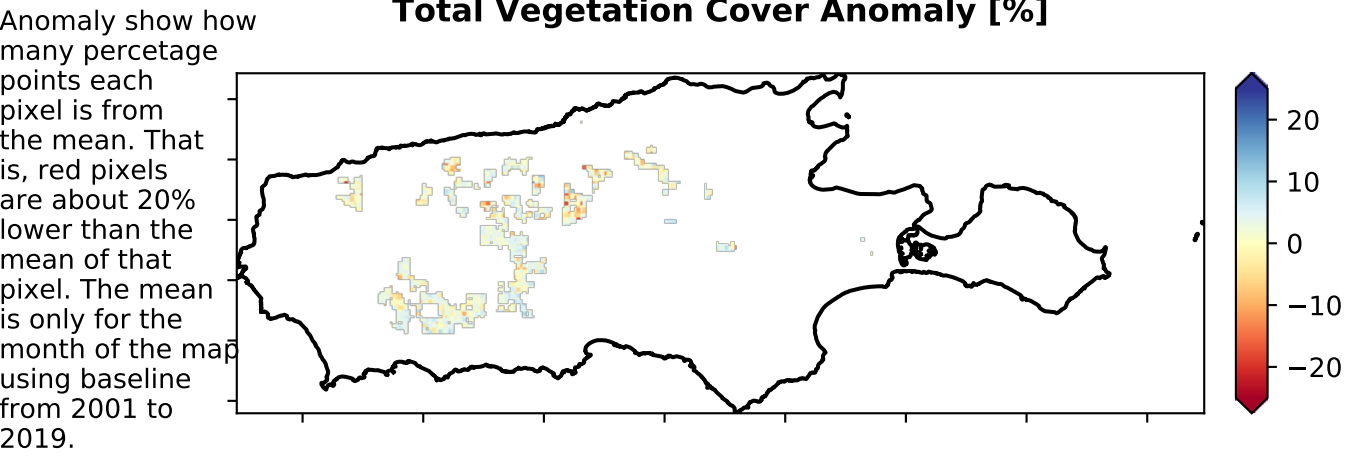 Total Vegetation Cover Anomaly [%]
Anomaly show how
many percetage
points each
pixel is from
the mean. That
is, red pixels
are about 20%
lower than the
mean of that
pixel. The mean
is only for the
month of the map
using baseline
from 2001 to
2019.
20
10
0
−10
−20